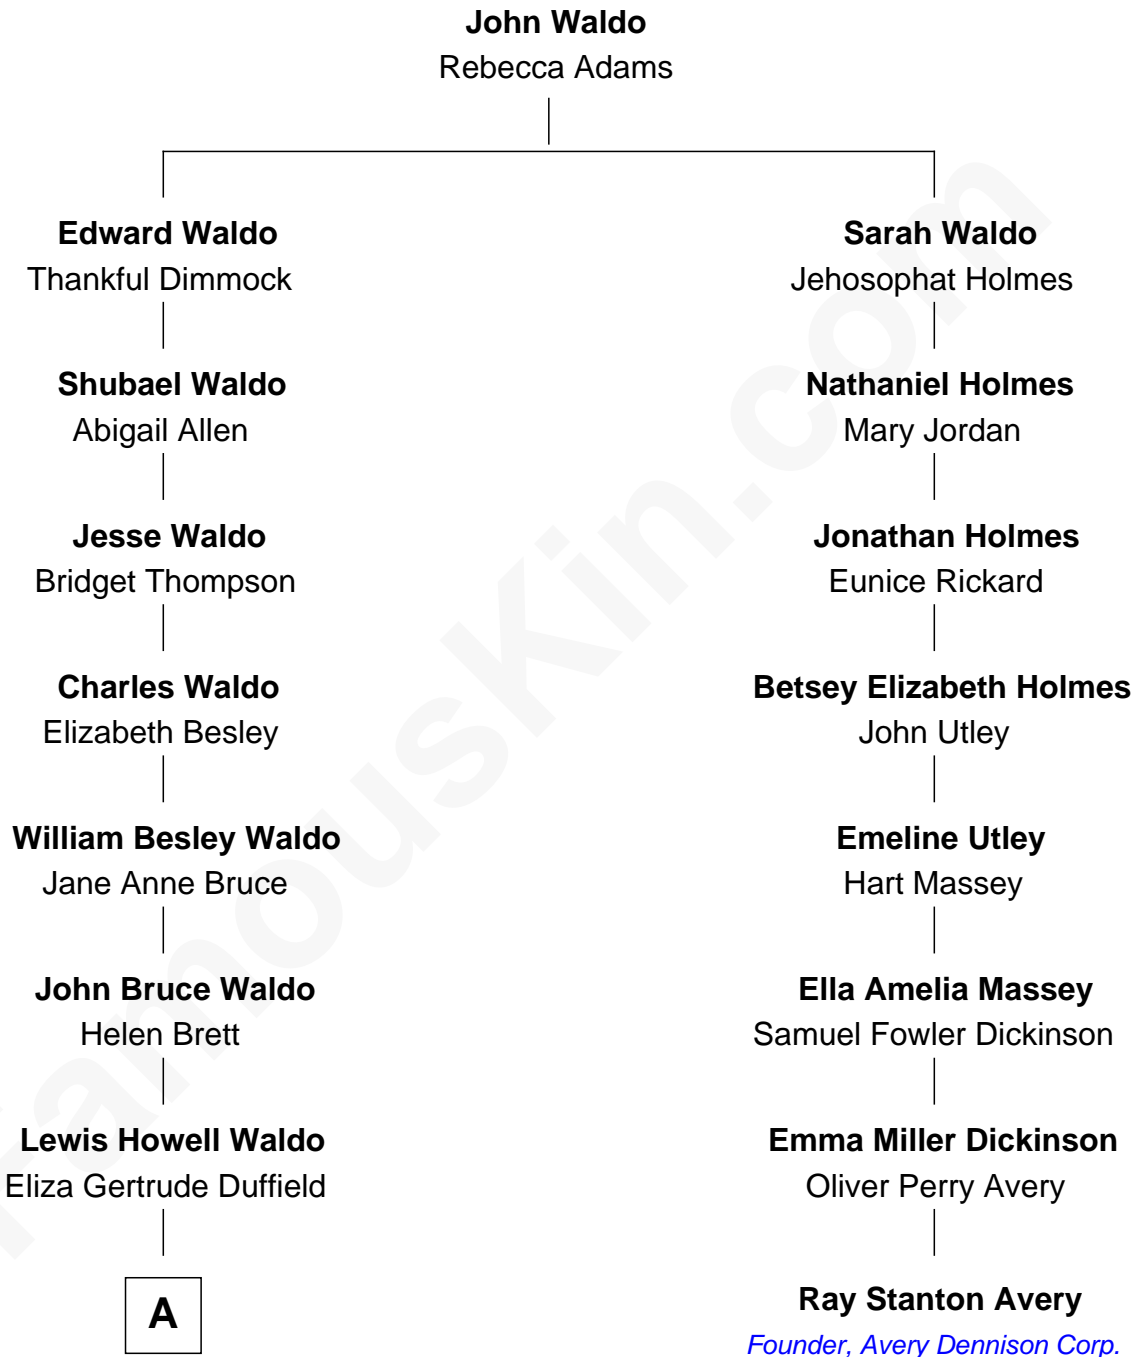 John Waldo
Rebecca Adams
Edward Waldo
Thankful Dimmock
Sarah Waldo
Jehosophat Holmes
Shubael Waldo
Abigail Allen
Nathaniel Holmes
Mary Jordan
Jesse Waldo
Bridget Thompson
Jonathan Holmes
Eunice Rickard
Charles Waldo
Elizabeth Besley
Betsey Elizabeth Holmes
John Utley
William Besley Waldo
Jane Anne Bruce
Emeline Utley
Hart Massey
John Bruce Waldo
Helen Brett
Ella Amelia Massey
Samuel Fowler Dickinson
Lewis Howell Waldo
Eliza Gertrude Duffield
Emma Miller Dickinson
Oliver Perry Avery
A
Ray Stanton Avery
Founder, Avery Dennison Corp.
FamousKin.com